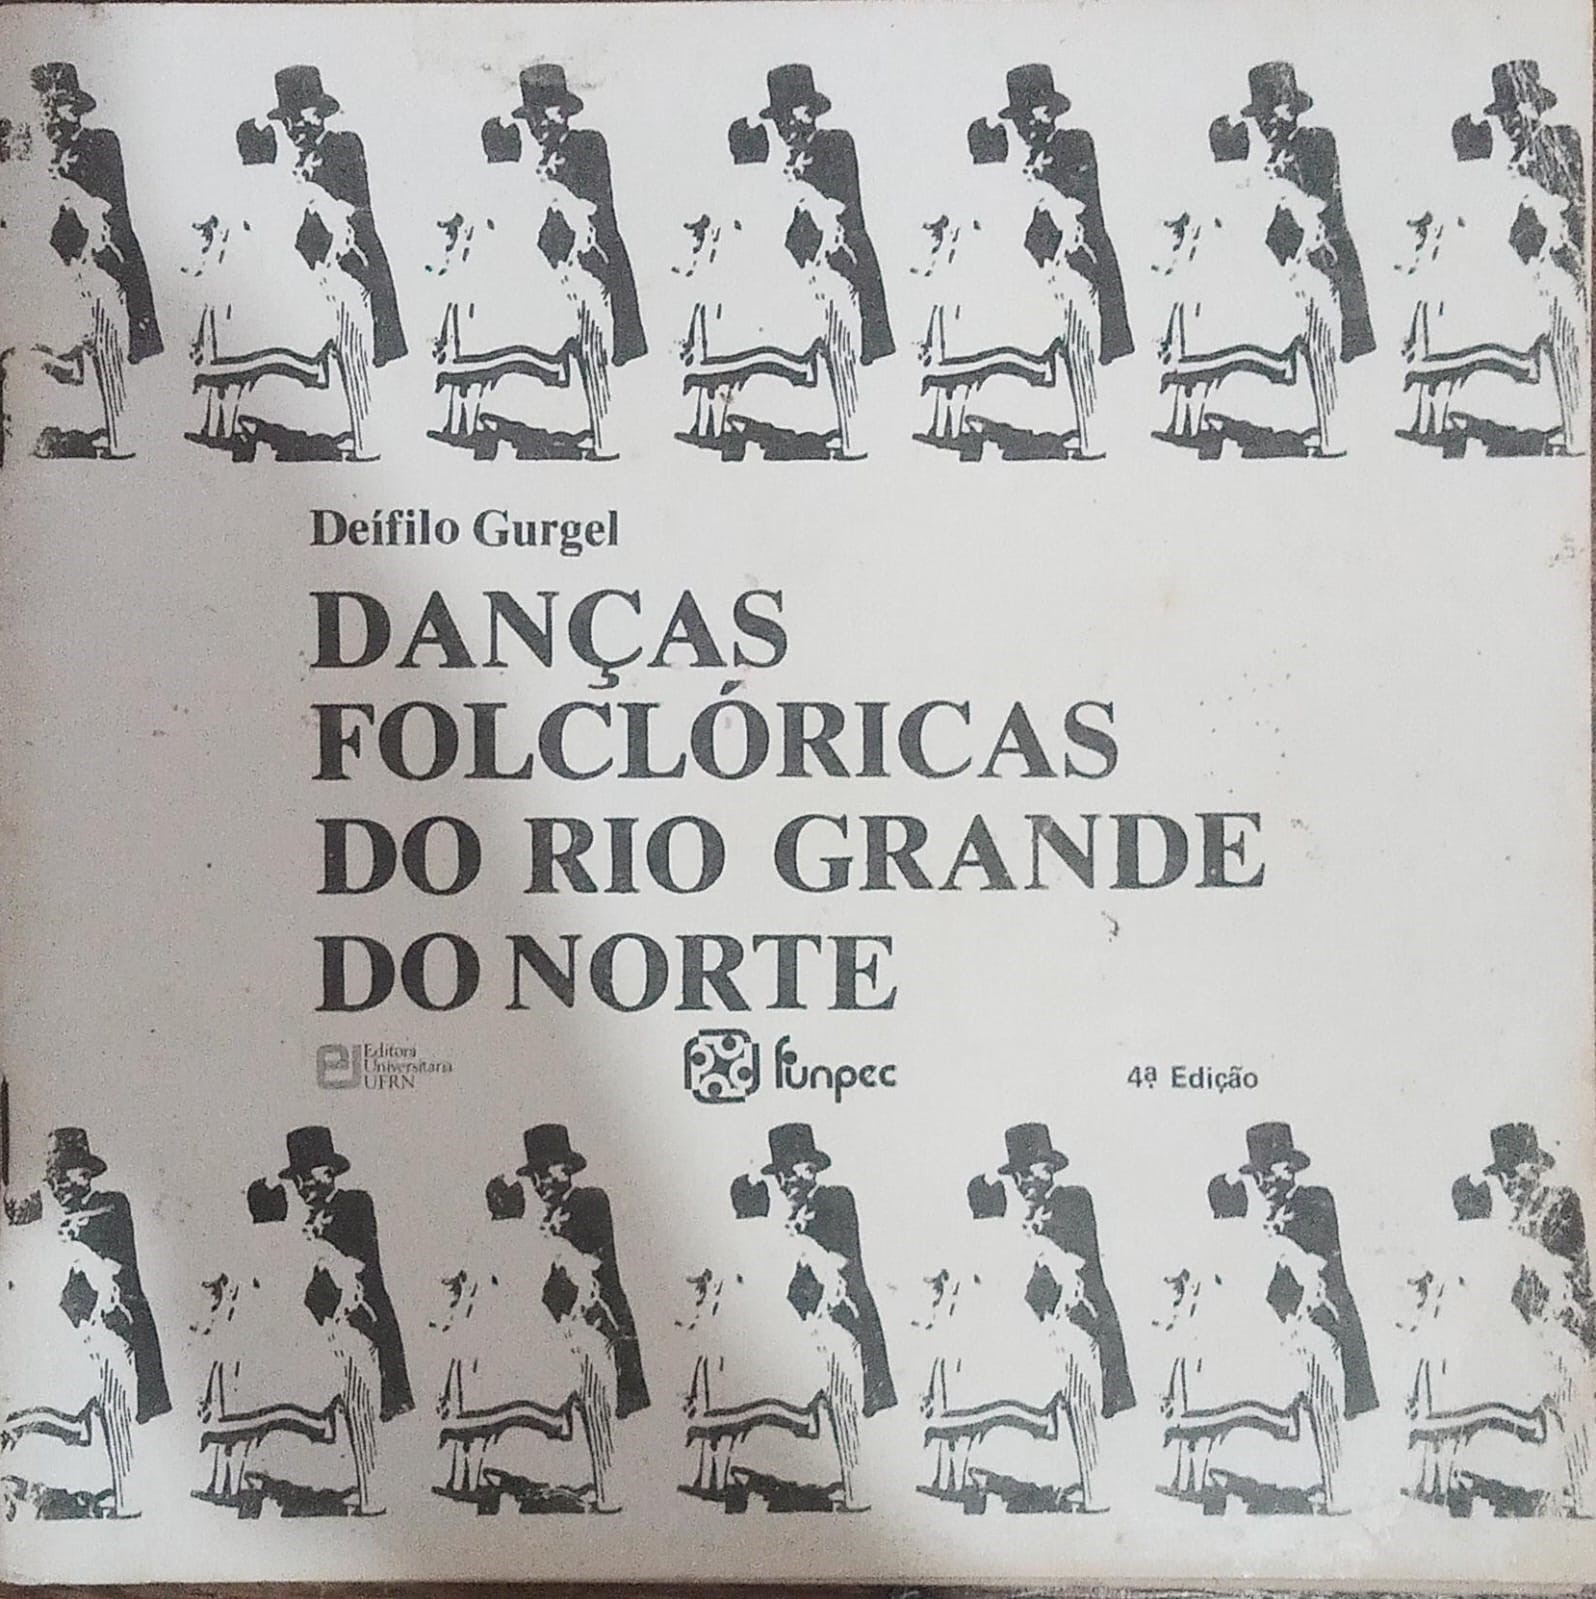 Deífilo Gurgel
DANÇAS
FOLCLÓRICAS
DO RIO GRANDE
DO NORTE
Editora
Universitária
UFRN
funpec
4ª Edição